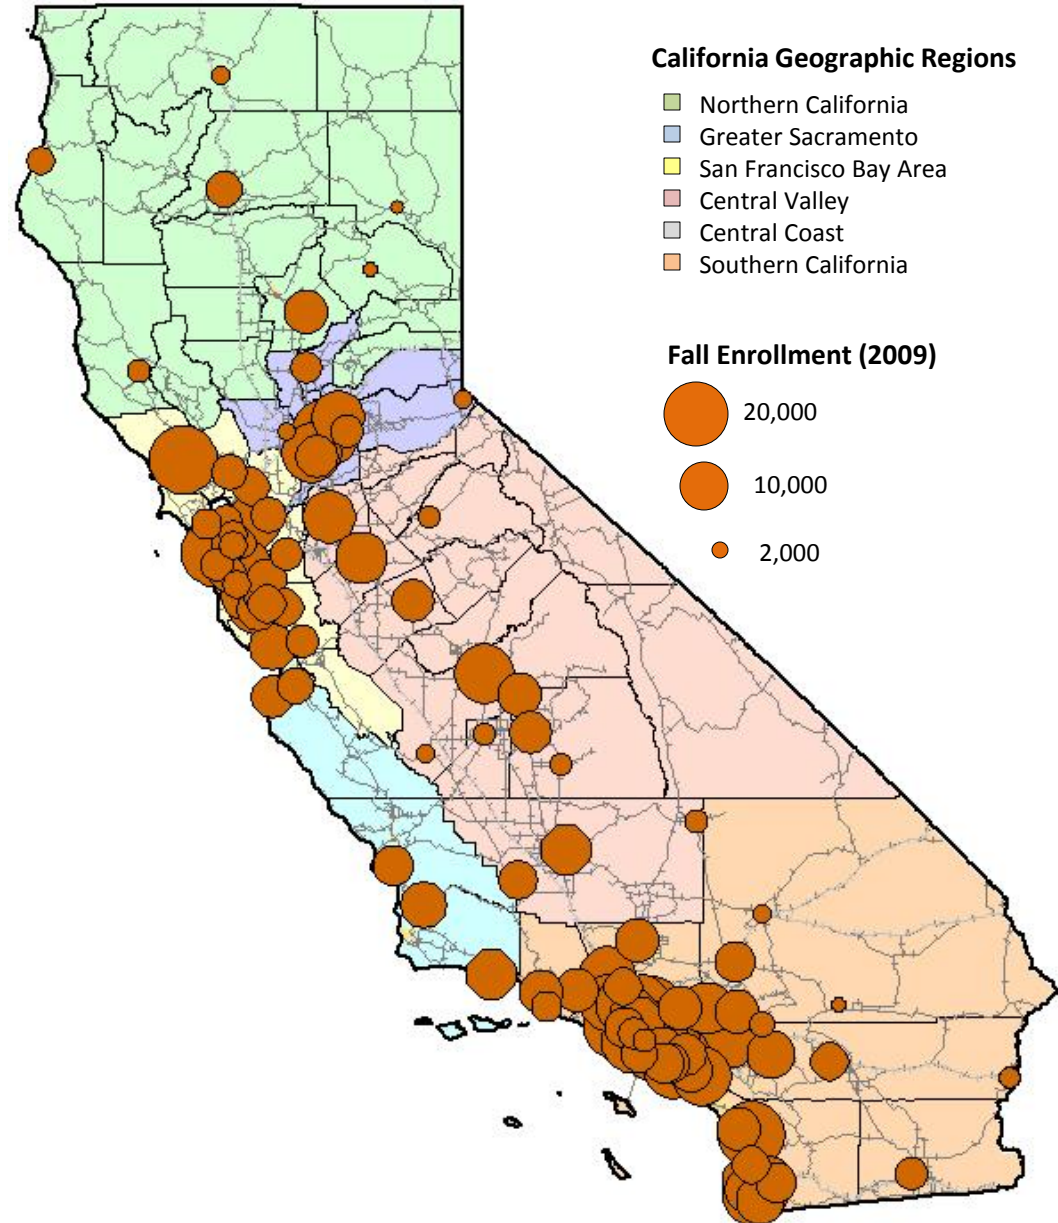 California Geographic Regions
Northern California
Greater Sacramento
San Francisco Bay Area
Central Valley
Central Coast
Southern California
Fall Enrollment (2009)
20,000
10,000
2,000